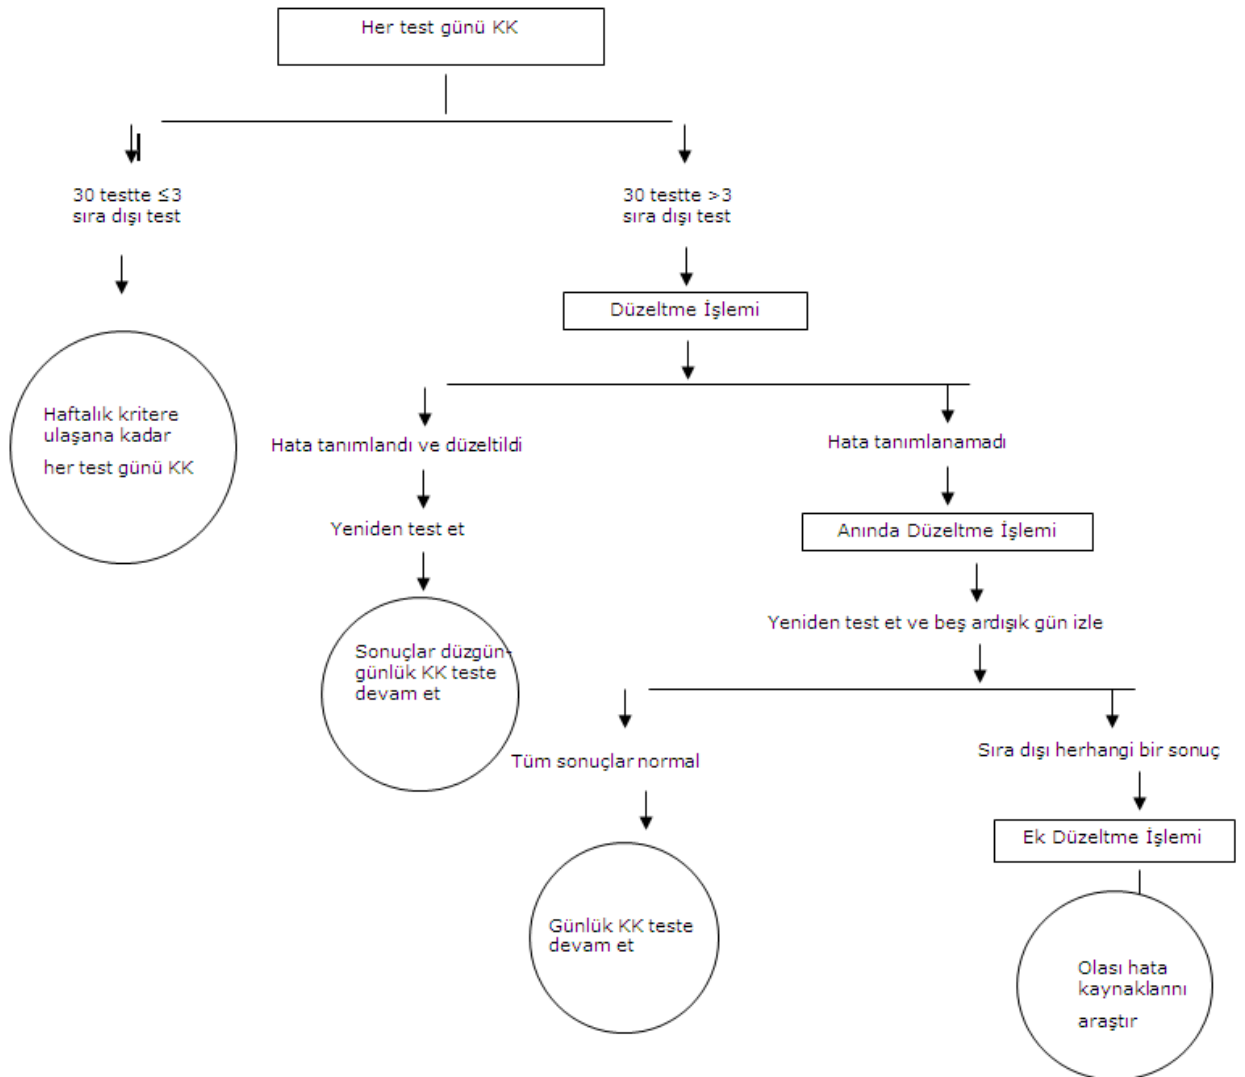 Her test günü KK
30 testte ≤3
sıra dışı test
30 testte >3
sıra dışı test
Düzeltme İşlemi
Haftalık kritere
ulaşana kadar
her test günü KK
Hata tanımlandı ve düzeltildi
Hata tanımlanamadı
Yeniden test et
Anında Düzeltme İşlemi
Yeniden test et ve beş ardışık gün izle
Sonuçlar düzgün-
günlük KK teste
devam et
Tüm sonuçlar normal
Sıra dışı herhangi bir sonuç
Ek Düzeltme İşlemi
Günlük KK teste
devam et
Olası hata
kaynaklarını
araştır